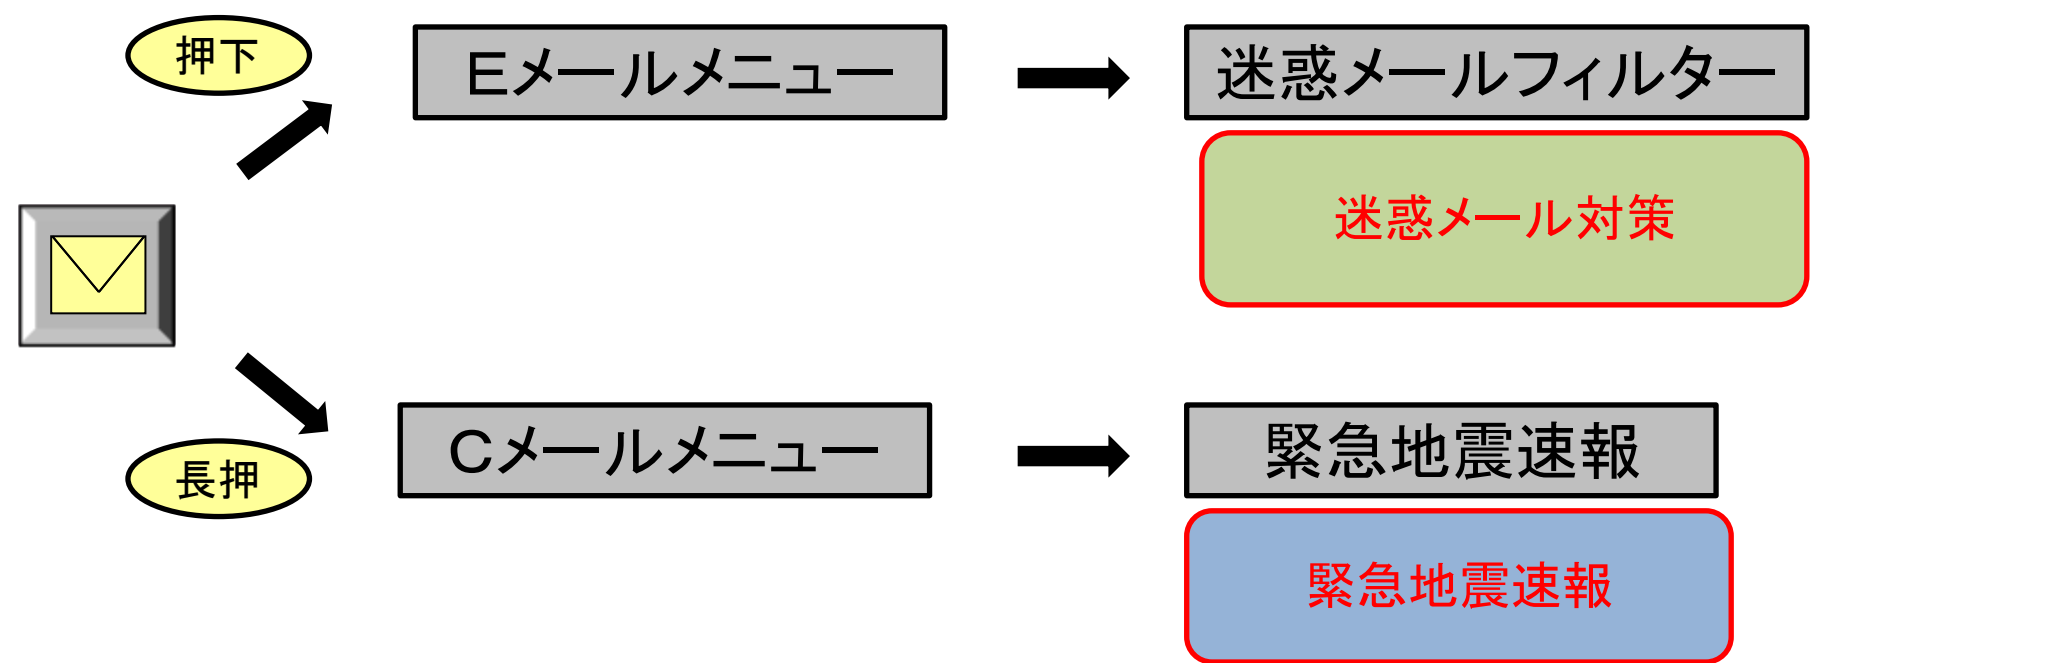 押下
Eメールメニュー
迷惑メールフィルター
迷惑メール対策
長押
Cメールメニュー
緊急地震速報
緊急地震速報